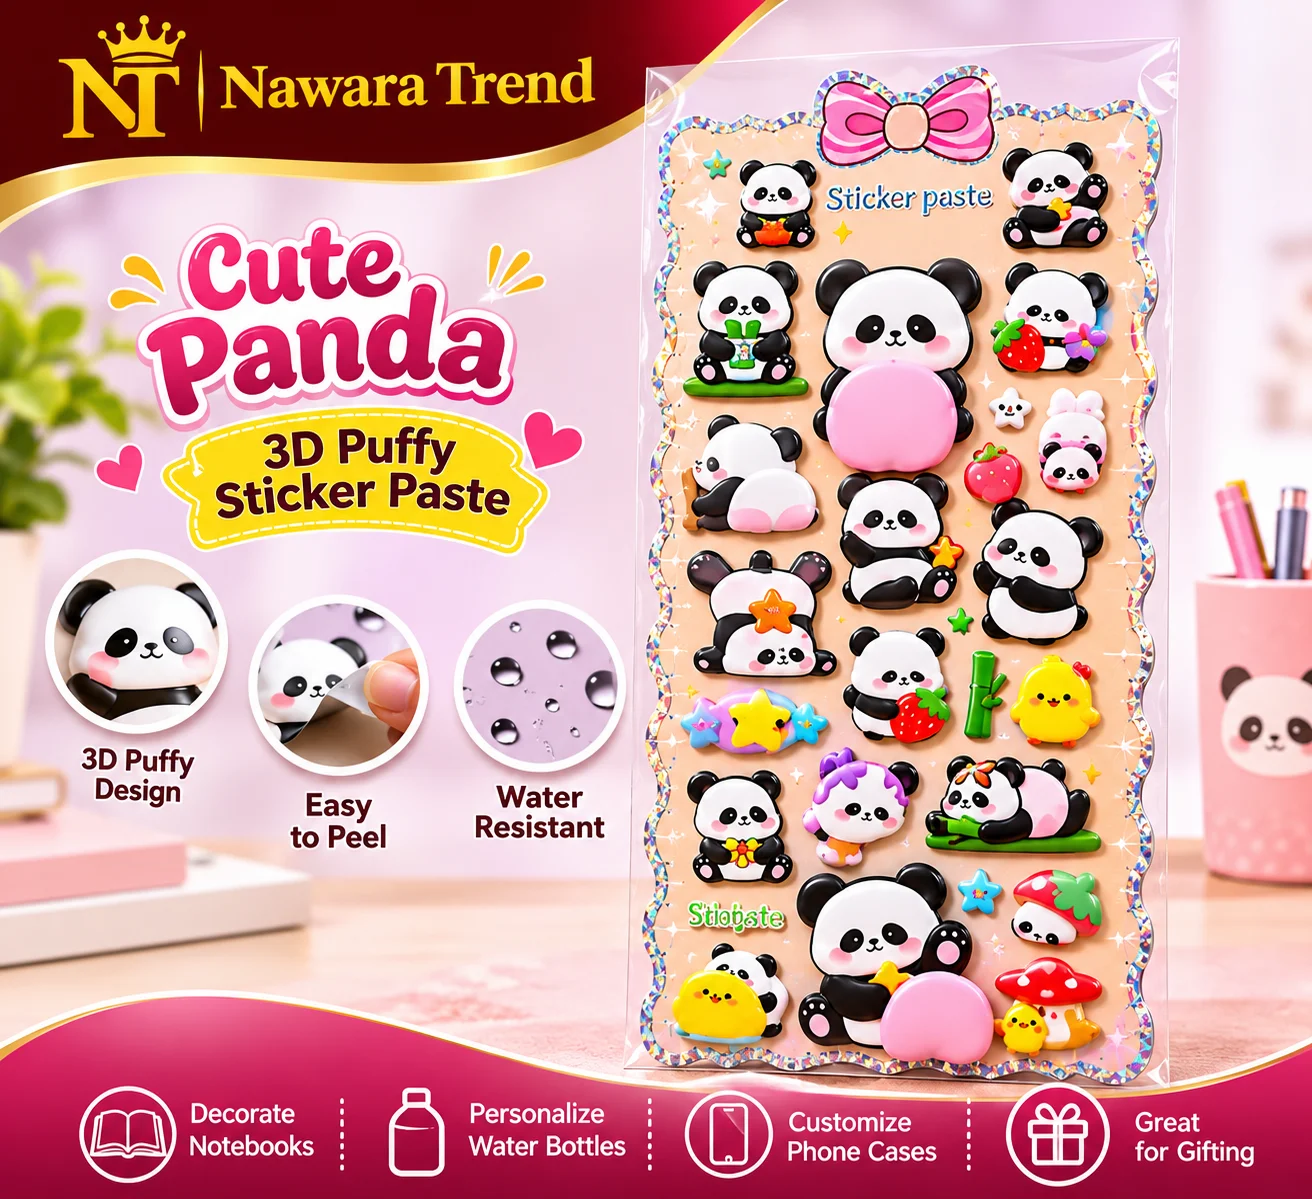 NT | Nawara Trend
Cute
Panda
3D Puffy
Sticker Paste
3D Puffy
Design
Easy
to Peel
Water
Resistant
Sticker paste
Decorate
Notebooks
Personalize
Water Bottles
Customize
Phone Cases
Great
for Gifting